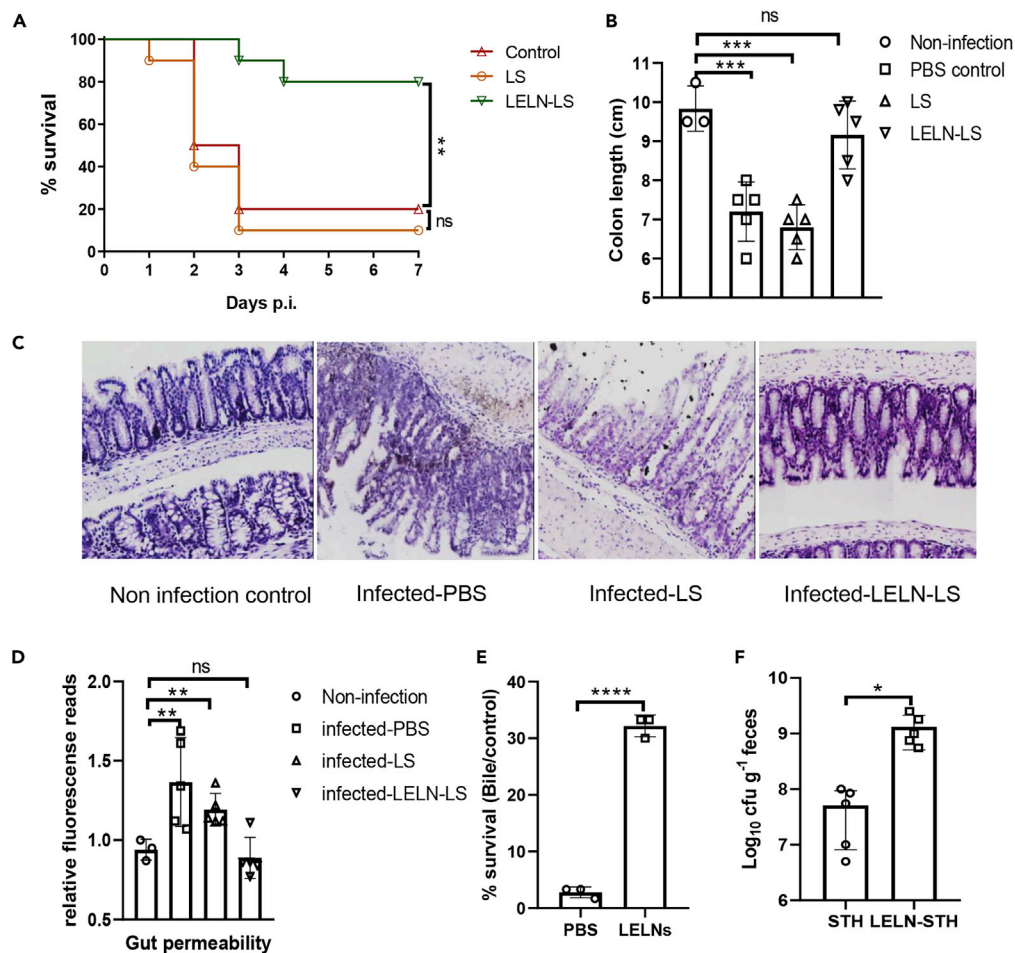 A
% survival
100
80
60
40
20
0
0 1 2 3 4 5 6 7
Days p.i.
Control
LS
LELN-LS
**
ns
B
Colon length (cm)
11
10
9
8
7
6
5
ns
***
***
Non-infection
PBS control
LS
LELN-LS
C
Non infection control
Infected-PBS
Infected-LS
Infected-LELN-LS
D
relative fluorescense reads
2.0
1.5
1.0
0.5
ns
**
**
Gut permeability
Non-infection
infected-PBS
infected-LS
infected-LELN-LS
E
% survival (Bile/control)
40
30
20
10
0
****
PBS LELNs
F
Log10 cfu g-1 feces
10
9
8
7
6
*
STH LELN-STH